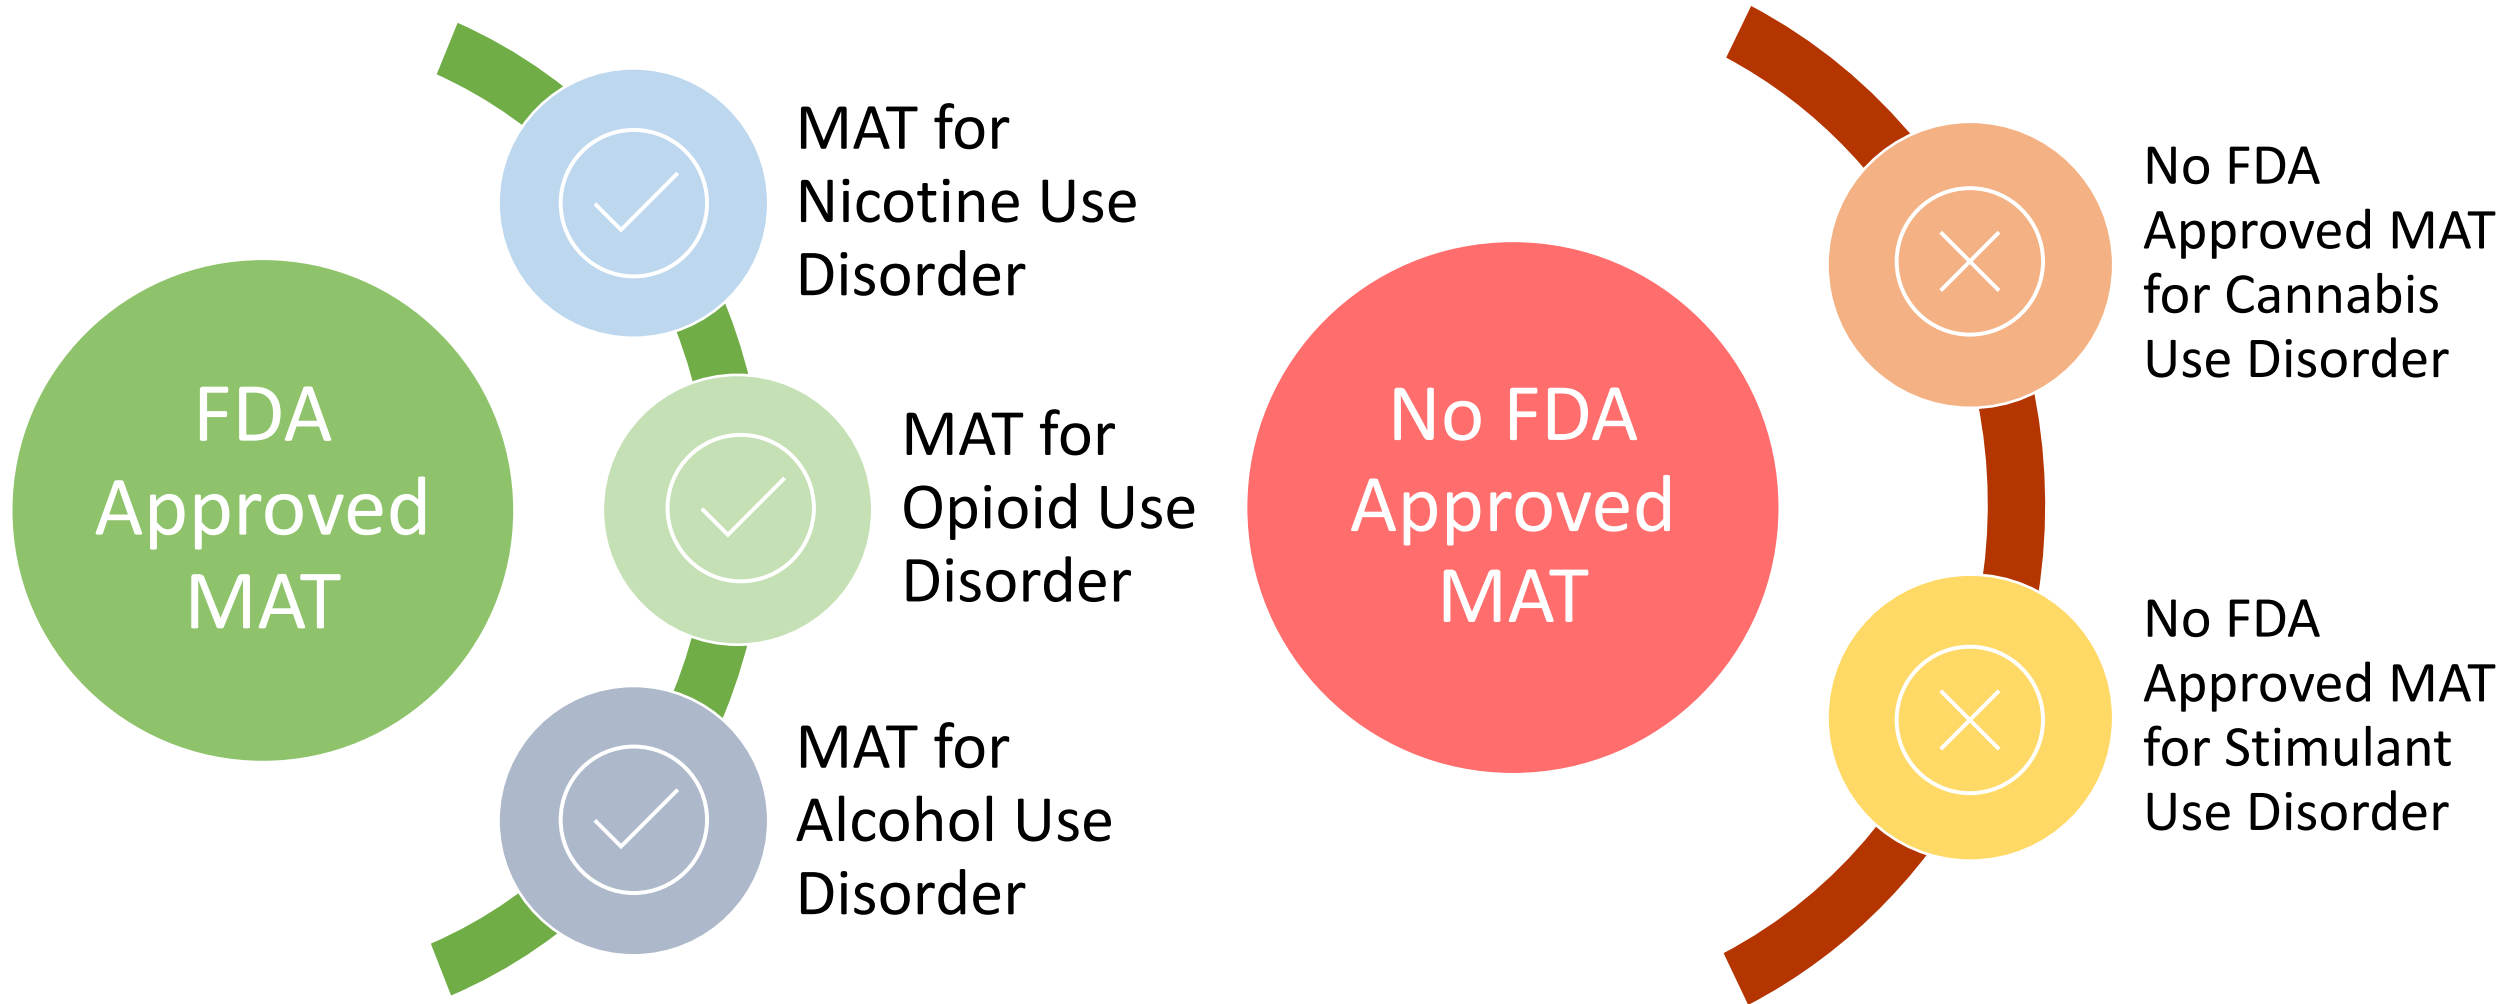 FDA
Approved
MAT
MAT for
Nicotine Use
Disorder
MAT for
Opioid Use
Disorder
MAT for
Alcohol Use
Disorder
No FDA
Approved
MAT
No FDA
Approved MAT
for Cannabis
Use Disorder
No FDA
Approved MAT
for Stimulant
Use Disorder